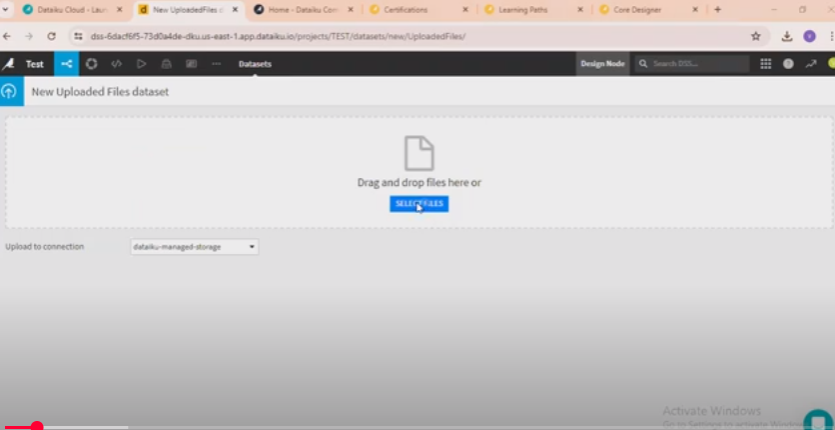 Dataiku Cloud - Laun
New UploadedFiles d
Home - Dataiku Com
Certifications
Learning Paths
Core Designer
dss-6dacf6f5-73d0a4de-dku.us-east-1.app.dataiku.io/projects/TEST/datasets/new/UploadedFiles/
Test
Datasets
Design Node
Search DSS...
New Uploaded Files dataset
Drag and drop files here or
SELECT FILES
Upload to connection
dataiku-managed-storage
Activate Windows
Go to Settings to activate Windows